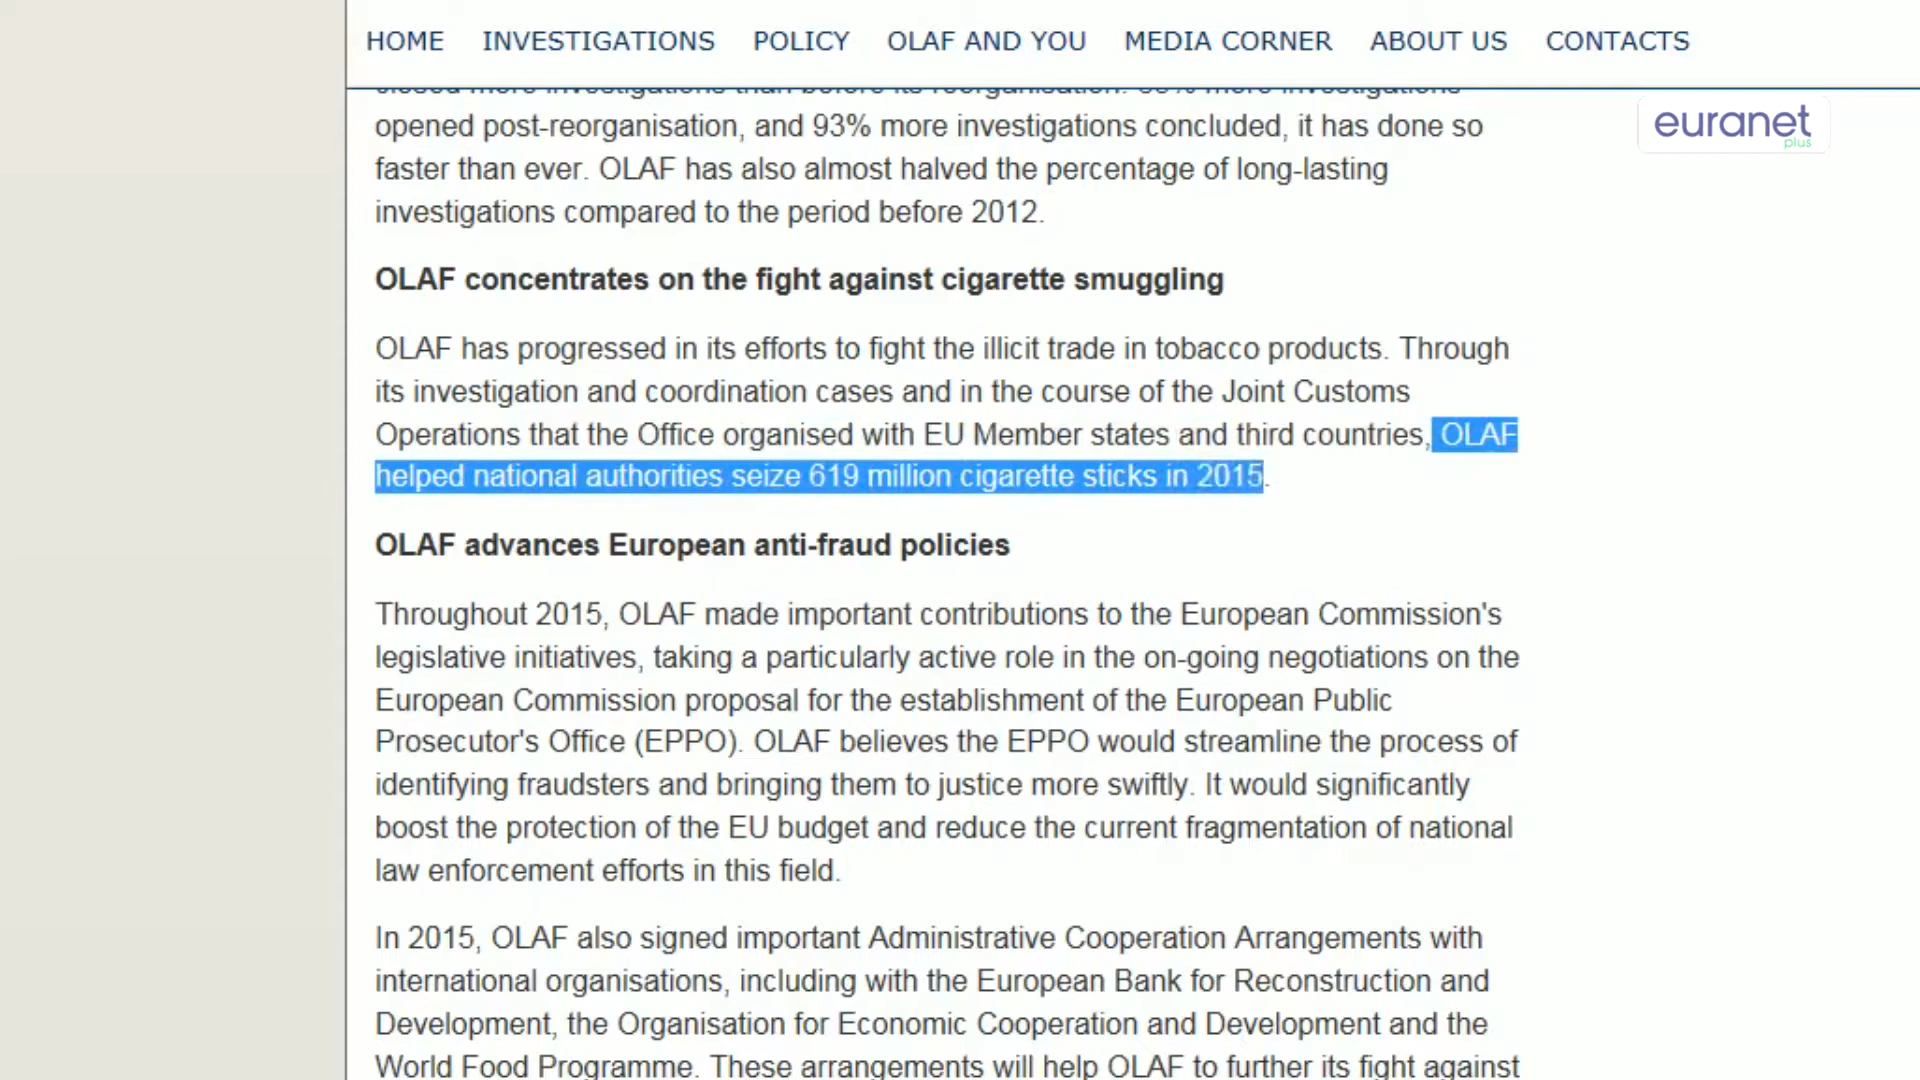 HOME INVESTIGATIONS POLICY OLAF AND YOU MEDIA CORNER ABOUT US CONTACTS
euranet
plus
closed more investigations than before its reorganisation. more investigations
opened post-reorganisation, and 93% more investigations concluded, it has done so
faster than ever. OLAF has also almost halved the percentage of long-lasting
investigations compared to the period before 2012.
OLAF concentrates on the fight against cigarette smuggling
OLAF has progressed in its efforts to fight the illicit trade in tobacco products. Through
its investigation and coordination cases and in the course of the Joint Customs
Operations that the Office organised with EU Member states and third countries, OLAF
helped national authorities seize 619 million cigarette sticks in 2015.
OLAF advances European anti-fraud policies
Throughout 2015, OLAF made important contributions to the European Commission's
legislative initiatives, taking a particularly active role in the on-going negotiations on the
European Commission proposal for the establishment of the European Public
Prosecutor's Office (EPPO). OLAF believes the EPPO would streamline the process of
identifying fraudsters and bringing them to justice more swiftly. It would significantly
boost the protection of the EU budget and reduce the current fragmentation of national
law enforcement efforts in this field.
In 2015, OLAF also signed important Administrative Cooperation Arrangements with
international organisations, including with the European Bank for Reconstruction and
Development, the Organisation for Economic Cooperation and Development and the
World Food Programme. These arrangements will help OLAF to further its fight against